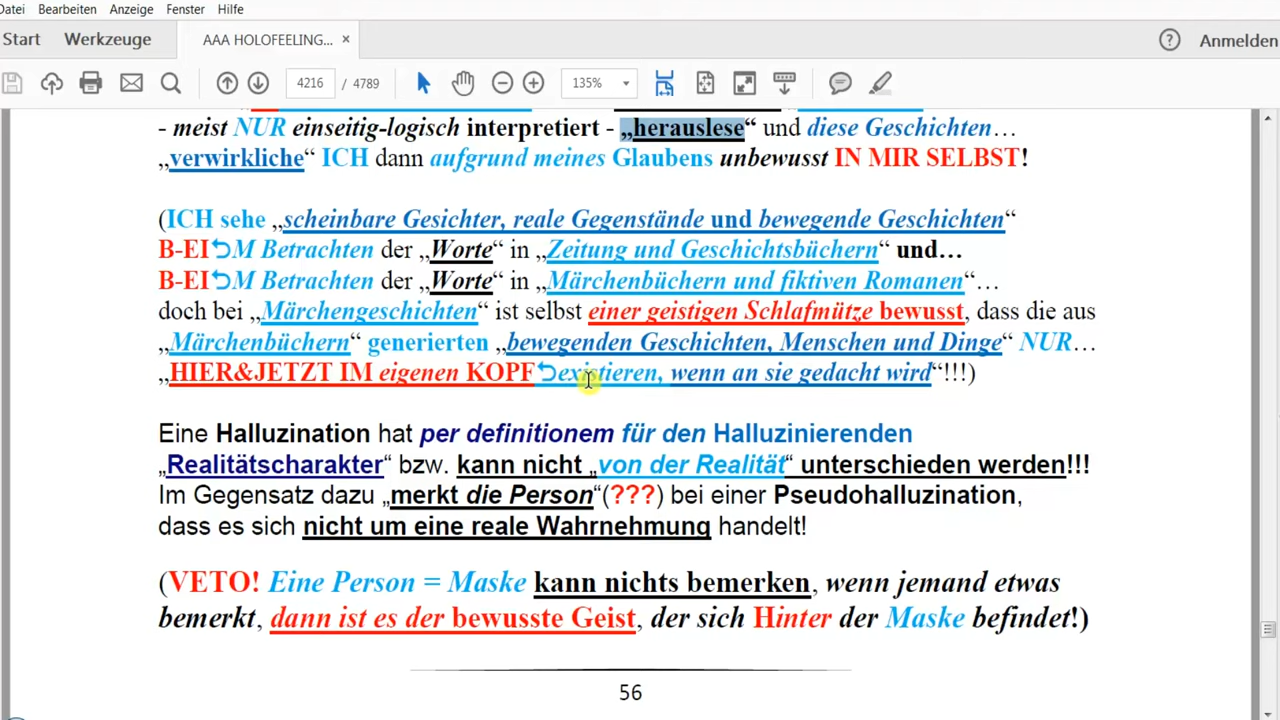 Datei Bearbeiten Anzeige Fenster Hilfe
Start Werkzeuge AAA HOLOFEELING... × Anmelden
4216 / 4789 135%
- meist NUR einseitig-logisch interpretiert - „herauslese“ und diese Geschichten…
„verwirkliche“ ICH dann aufgrund meines Glaubens unbewusst IN MIR SELBST!
(ICH sehe „scheinbare Gesichter, reale Gegenstände und bewegende Geschichten“
B-EI⮌M Betrachten der „Worte“ in „Zeitung und Geschichtsbüchern“ und…
B-EI⮌M Betrachten der „Worte“ in „Märchenbüchern und fiktiven Romanen“…
doch bei „Märchengeschichten“ ist selbst einer geistigen Schlafmütze bewusst, dass die aus
„Märchenbüchern“ generierten „bewegenden Geschichten, Menschen und Dinge“ NUR…
„HIER&JETZT IM eigenen KOPF⮌existieren, wenn an sie gedacht wird“!!!)
Eine Halluzination hat per definitionem für den Halluzinierenden
„Realitätscharakter“ bzw. kann nicht „von der Realität“ unterschieden werden!!!
Im Gegensatz dazu „merkt die Person“(???) bei einer Pseudohalluzination,
dass es sich nicht um eine reale Wahrnehmung handelt!
(VETO! Eine Person = Maske kann nichts bemerken, wenn jemand etwas
bemerkt, dann ist es der bewusste Geist, der sich Hinter der Maske befindet!)
56